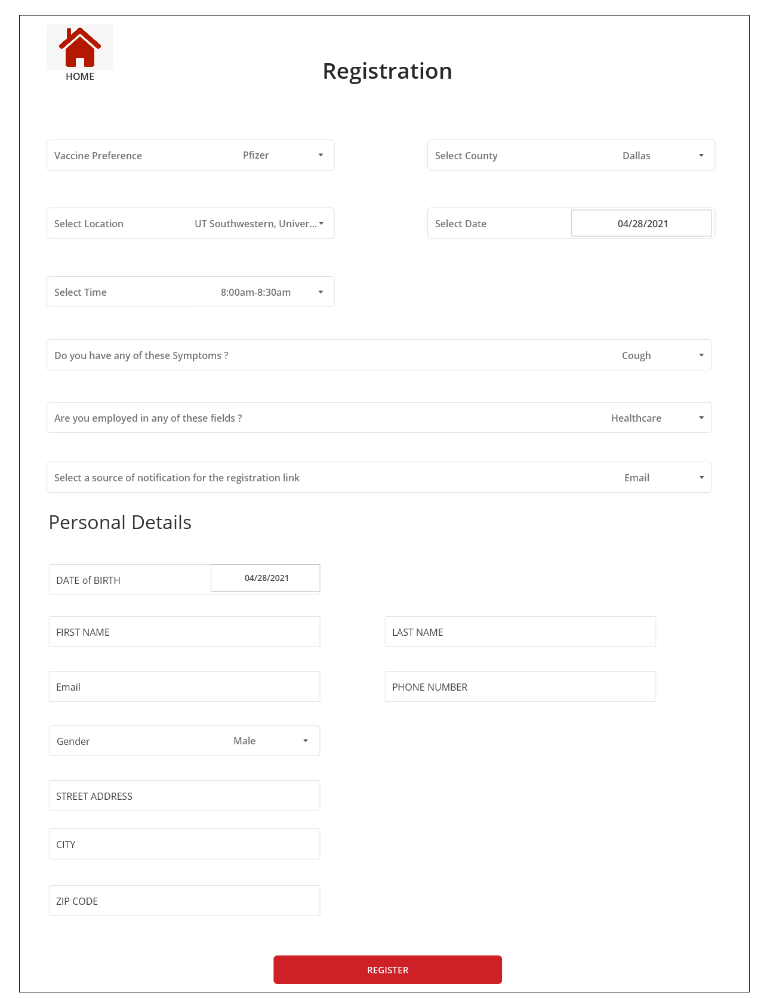 HOME
Registration
Vaccine Preference Pfizer
Select County Dallas
Select Location UT Southwestern, Univer...
Select Date 04/28/2021
Select Time 8:00am-8:30am
Do you have any of these Symptoms ? Cough
Are you employed in any of these fields ? Healthcare
Select a source of notification for the registration link Email
Personal Details
DATE of BIRTH 04/28/2021
FIRST NAME
LAST NAME
Email
PHONE NUMBER
Gender Male
STREET ADDRESS
CITY
ZIP CODE
REGISTER